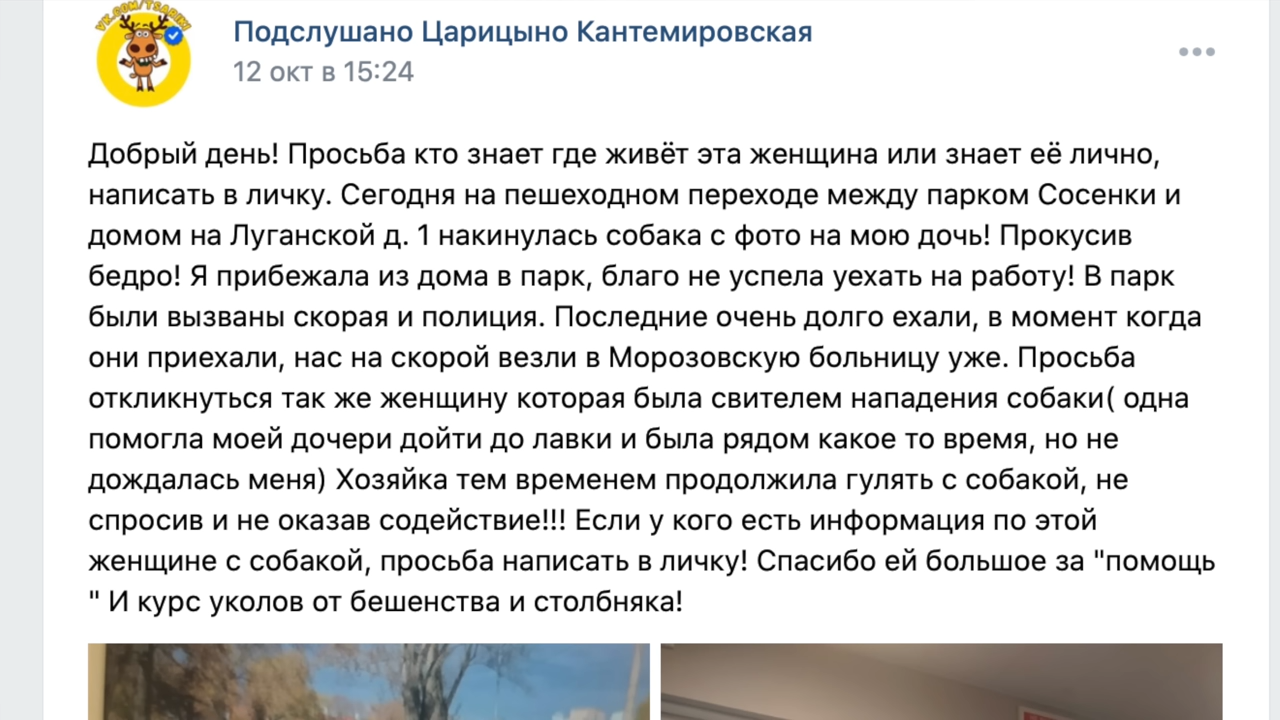 VK.COM/TSAREW
Подслушано Царицыно Кантемировская
12 окт в 15:24
Добрый день! Просьба кто знает где живёт эта женщина или знает её лично,
написать в личку. Сегодня на пешеходном переходе между парком Сосенки и
домом на Луганской д. 1 накинулась собака с фото на мою дочь! Прокусив
бедро! Я прибежала из дома в парк, благо не успела уехать на работу! В парк
были вызваны скорая и полиция. Последние очень долго ехали, в момент когда
они приехали, нас на скорой везли в Морозовскую больницу уже. Просьба
откликнуться так же женщину которая была свителем нападения собаки( одна
помогла моей дочери дойти до лавки и была рядом какое то время, но не
дождалась меня) Хозяйка тем временем продолжила гулять с собакой, не
спросив и не оказав содействие!!! Если у кого есть информация по этой
женщине с собакой, просьба написать в личку! Спасибо ей большое за "помощь
" И курс уколов от бешенства и столбняка!